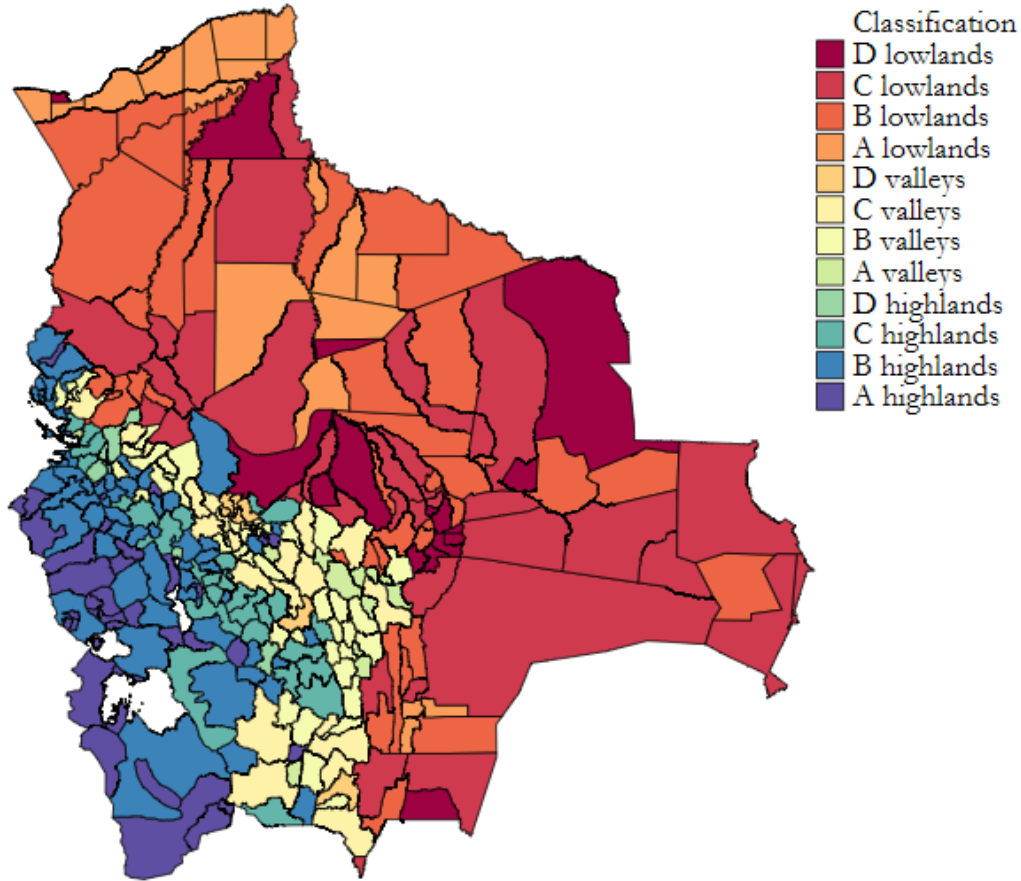 Classification
D lowlands
C lowlands
B lowlands
A lowlands
D valleys
C valleys
B valleys
A valleys
D highlands
C highlands
B highlands
A highlands